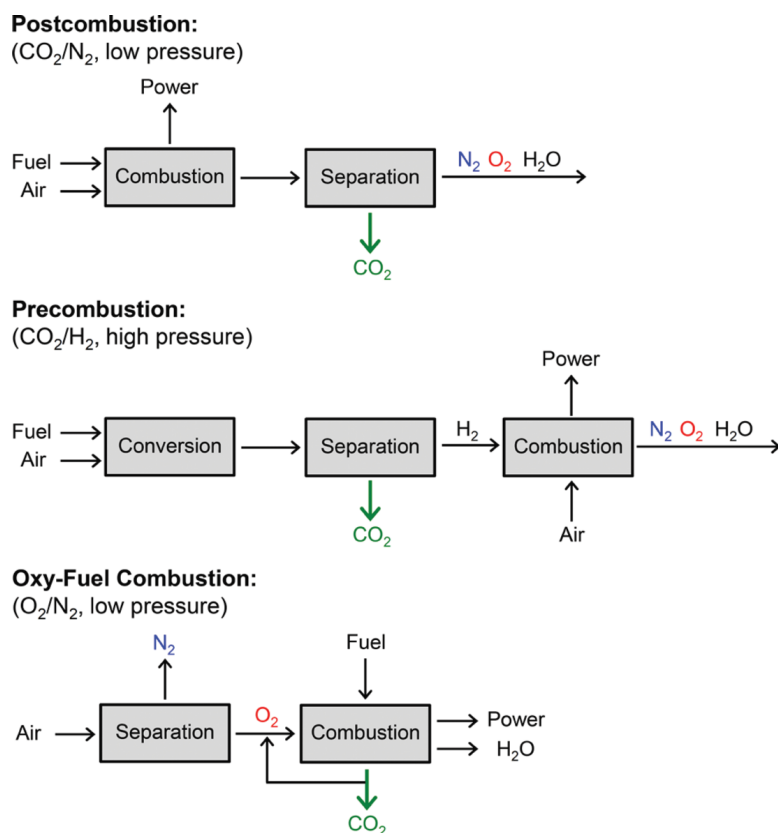 Postcombustion:
(CO₂/N₂, low pressure)
Power
Fuel
Air
Combustion
Separation
N₂ O₂ H₂O
CO₂
Precombustion:
(CO₂/H₂, high pressure)
Power
Fuel
Air
Conversion
Separation
H₂
Combustion
N₂ O₂ H₂O
CO₂
Air
Oxy-Fuel Combustion:
(O₂/N₂, low pressure)
N₂
Fuel
Air
Separation
O₂
Combustion
Power
H₂O
CO₂